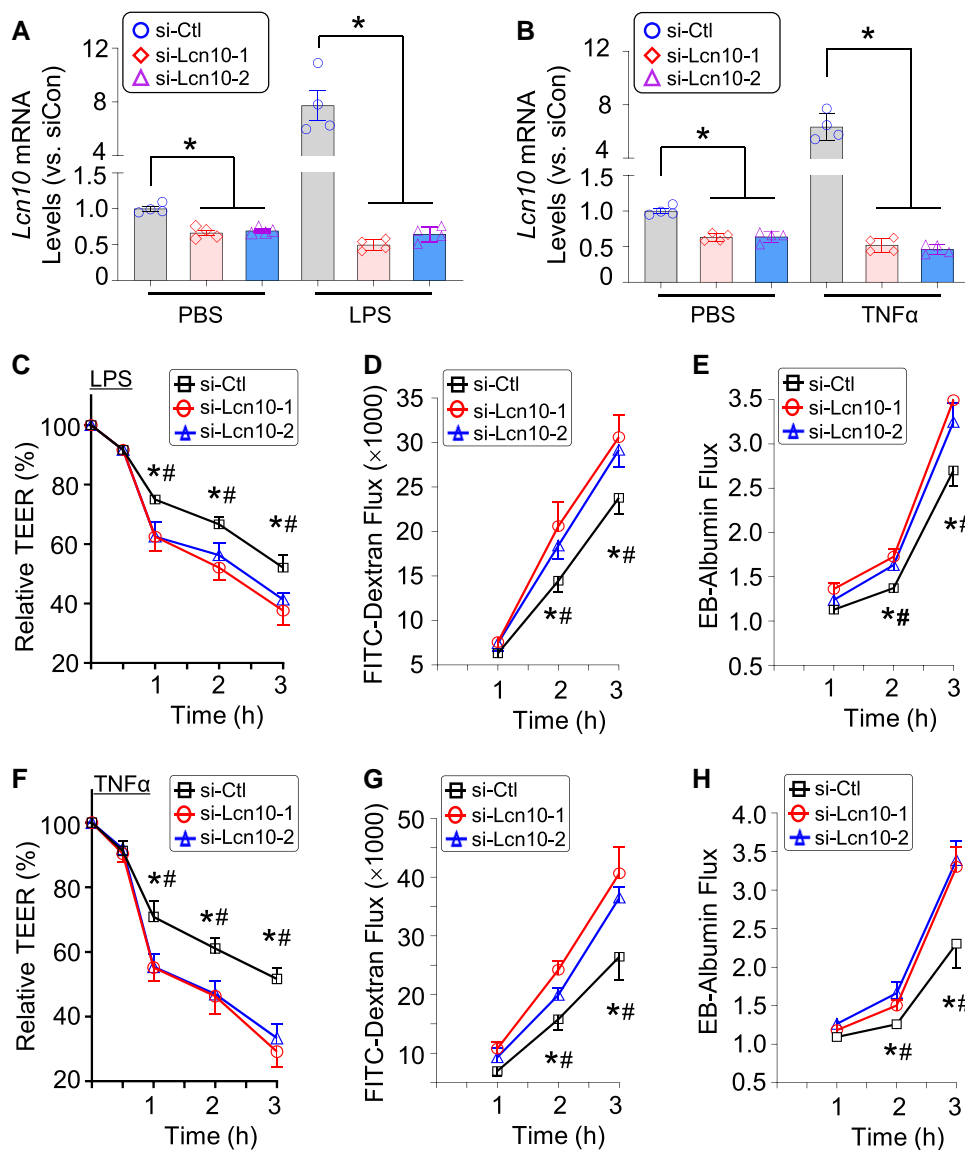 A
si-Ctl
si-Lcn10-1
si-Lcn10-2
Lcn10 mRNA
Levels (vs. siCon)
12
8
4
1.5
1.0
0.5
0
*
*
PBS
LPS
B
si-Ctl
si-Lcn10-1
si-Lcn10-2
Lcn10 mRNA
Levels (vs. siCon)
12
8
4
1.5
1.0
0.5
0
*
*
PBS
TNFα
C
LPS
si-Ctl
si-Lcn10-1
si-Lcn10-2
Relative TEER (%)
100
80
60
40
20
*#
*#
*#
1 2 3
Time (h)
D
si-Ctl
si-Lcn10-1
si-Lcn10-2
FITC-Dextran Flux (×1000)
35
25
15
5
*#
*#
1 2 3
Time (h)
E
si-Ctl
si-Lcn10-1
si-Lcn10-2
EB-Albumin Flux
3.5
3.0
2.5
2.0
1.5
1.0
0.5
*#
*#
1 2 3
Time (h)
F
TNFα
si-Ctl
si-Lcn10-1
si-Lcn10-2
Relative TEER (%)
100
80
60
40
20
*#
*#
*#
1 2 3
Time (h)
G
si-Ctl
si-Lcn10-1
si-Lcn10-2
FITC-Dextran Flux (×1000)
50
40
30
20
10
*#
*#
1 2 3
Time (h)
H
si-Ctl
si-Lcn10-1
si-Lcn10-2
EB-Albumin Flux
4.0
3.5
3.0
2.5
2.0
1.5
1.0
*#
*#
1 2 3
Time (h)